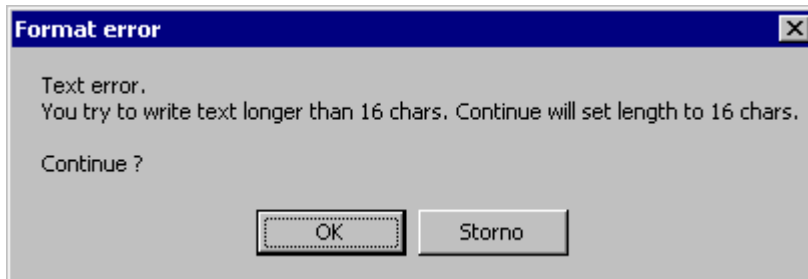 Format error
Text error.
You try to write text longer than 16 chars. Continue will set length to 16 chars.
Continue ?
OK
Storno